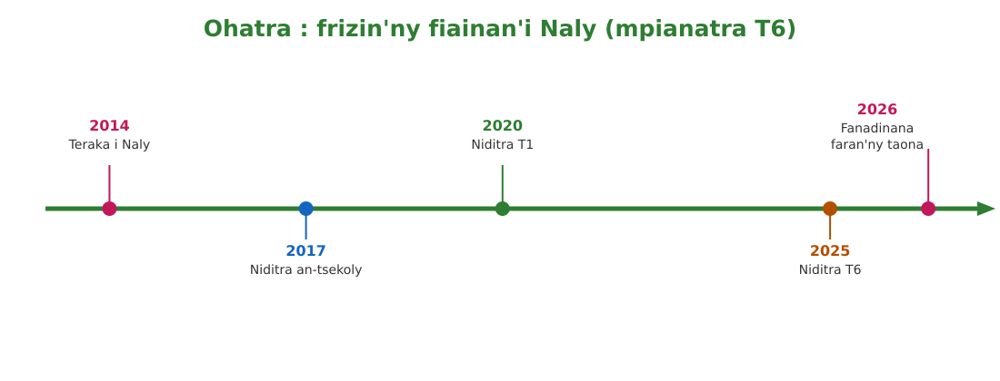 Ohatra : frizin'ny fiainan'i Naly (mpianatra T6)
2014
Teraka i Naly
2017
Niditra an-tsekoly
2020
Niditra T1
2025
Niditra T6
2026
Fanadinana
faran'ny taona